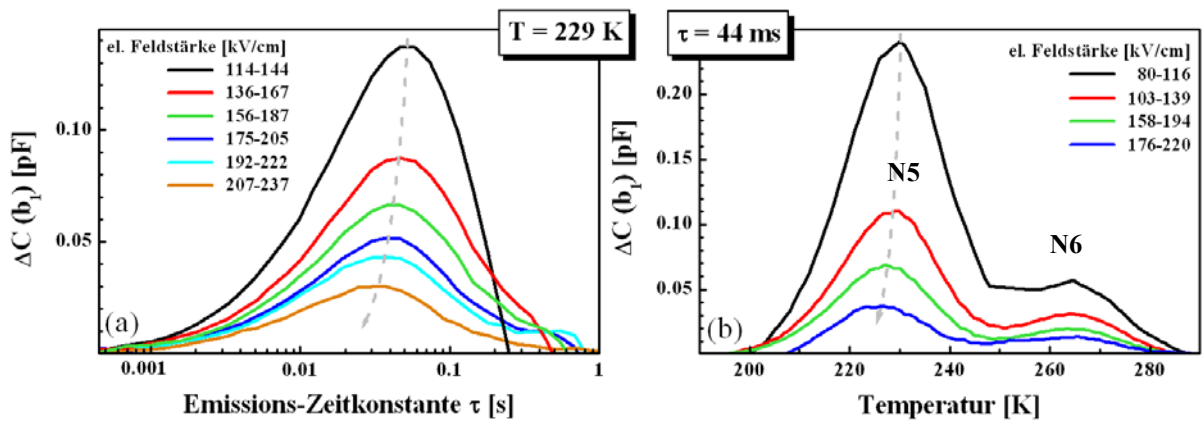 T = 229 K
el. Feldstärke [kV/cm]
114-144
136-167
156-187
175-205
192-222
207-237
0.10
0.05
ΔC (b₁) [pF]
(a)
0.001
0.01
0.1
1
Emissions-Zeitkonstante τ [s]
τ = 44 ms
el. Feldstärke [kV/cm]
80-116
103-139
158-194
176-220
0.20
0.15
0.10
0.05
ΔC (b₁) [pF]
N5
N6
(b)
200
220
240
260
280
Temperatur [K]